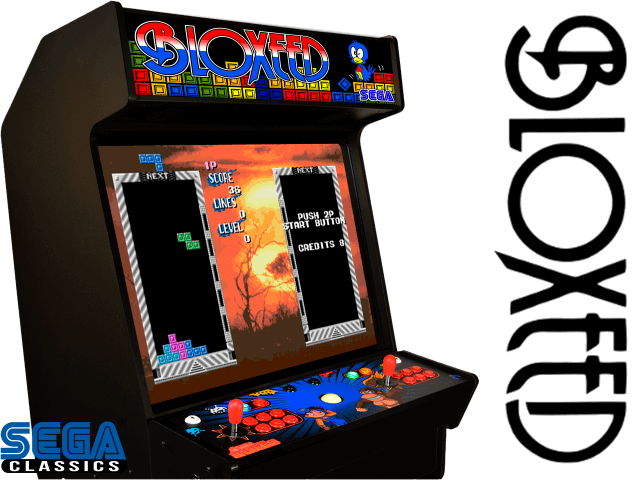 BLOXEED
SEGA
NEXT
1P
SCORE
36
LINES
0
LEVEL
0
NEXT
PUSH 2P
START BUTTON
CREDITS 8
SEGA
CLASSICS
BLOXEED